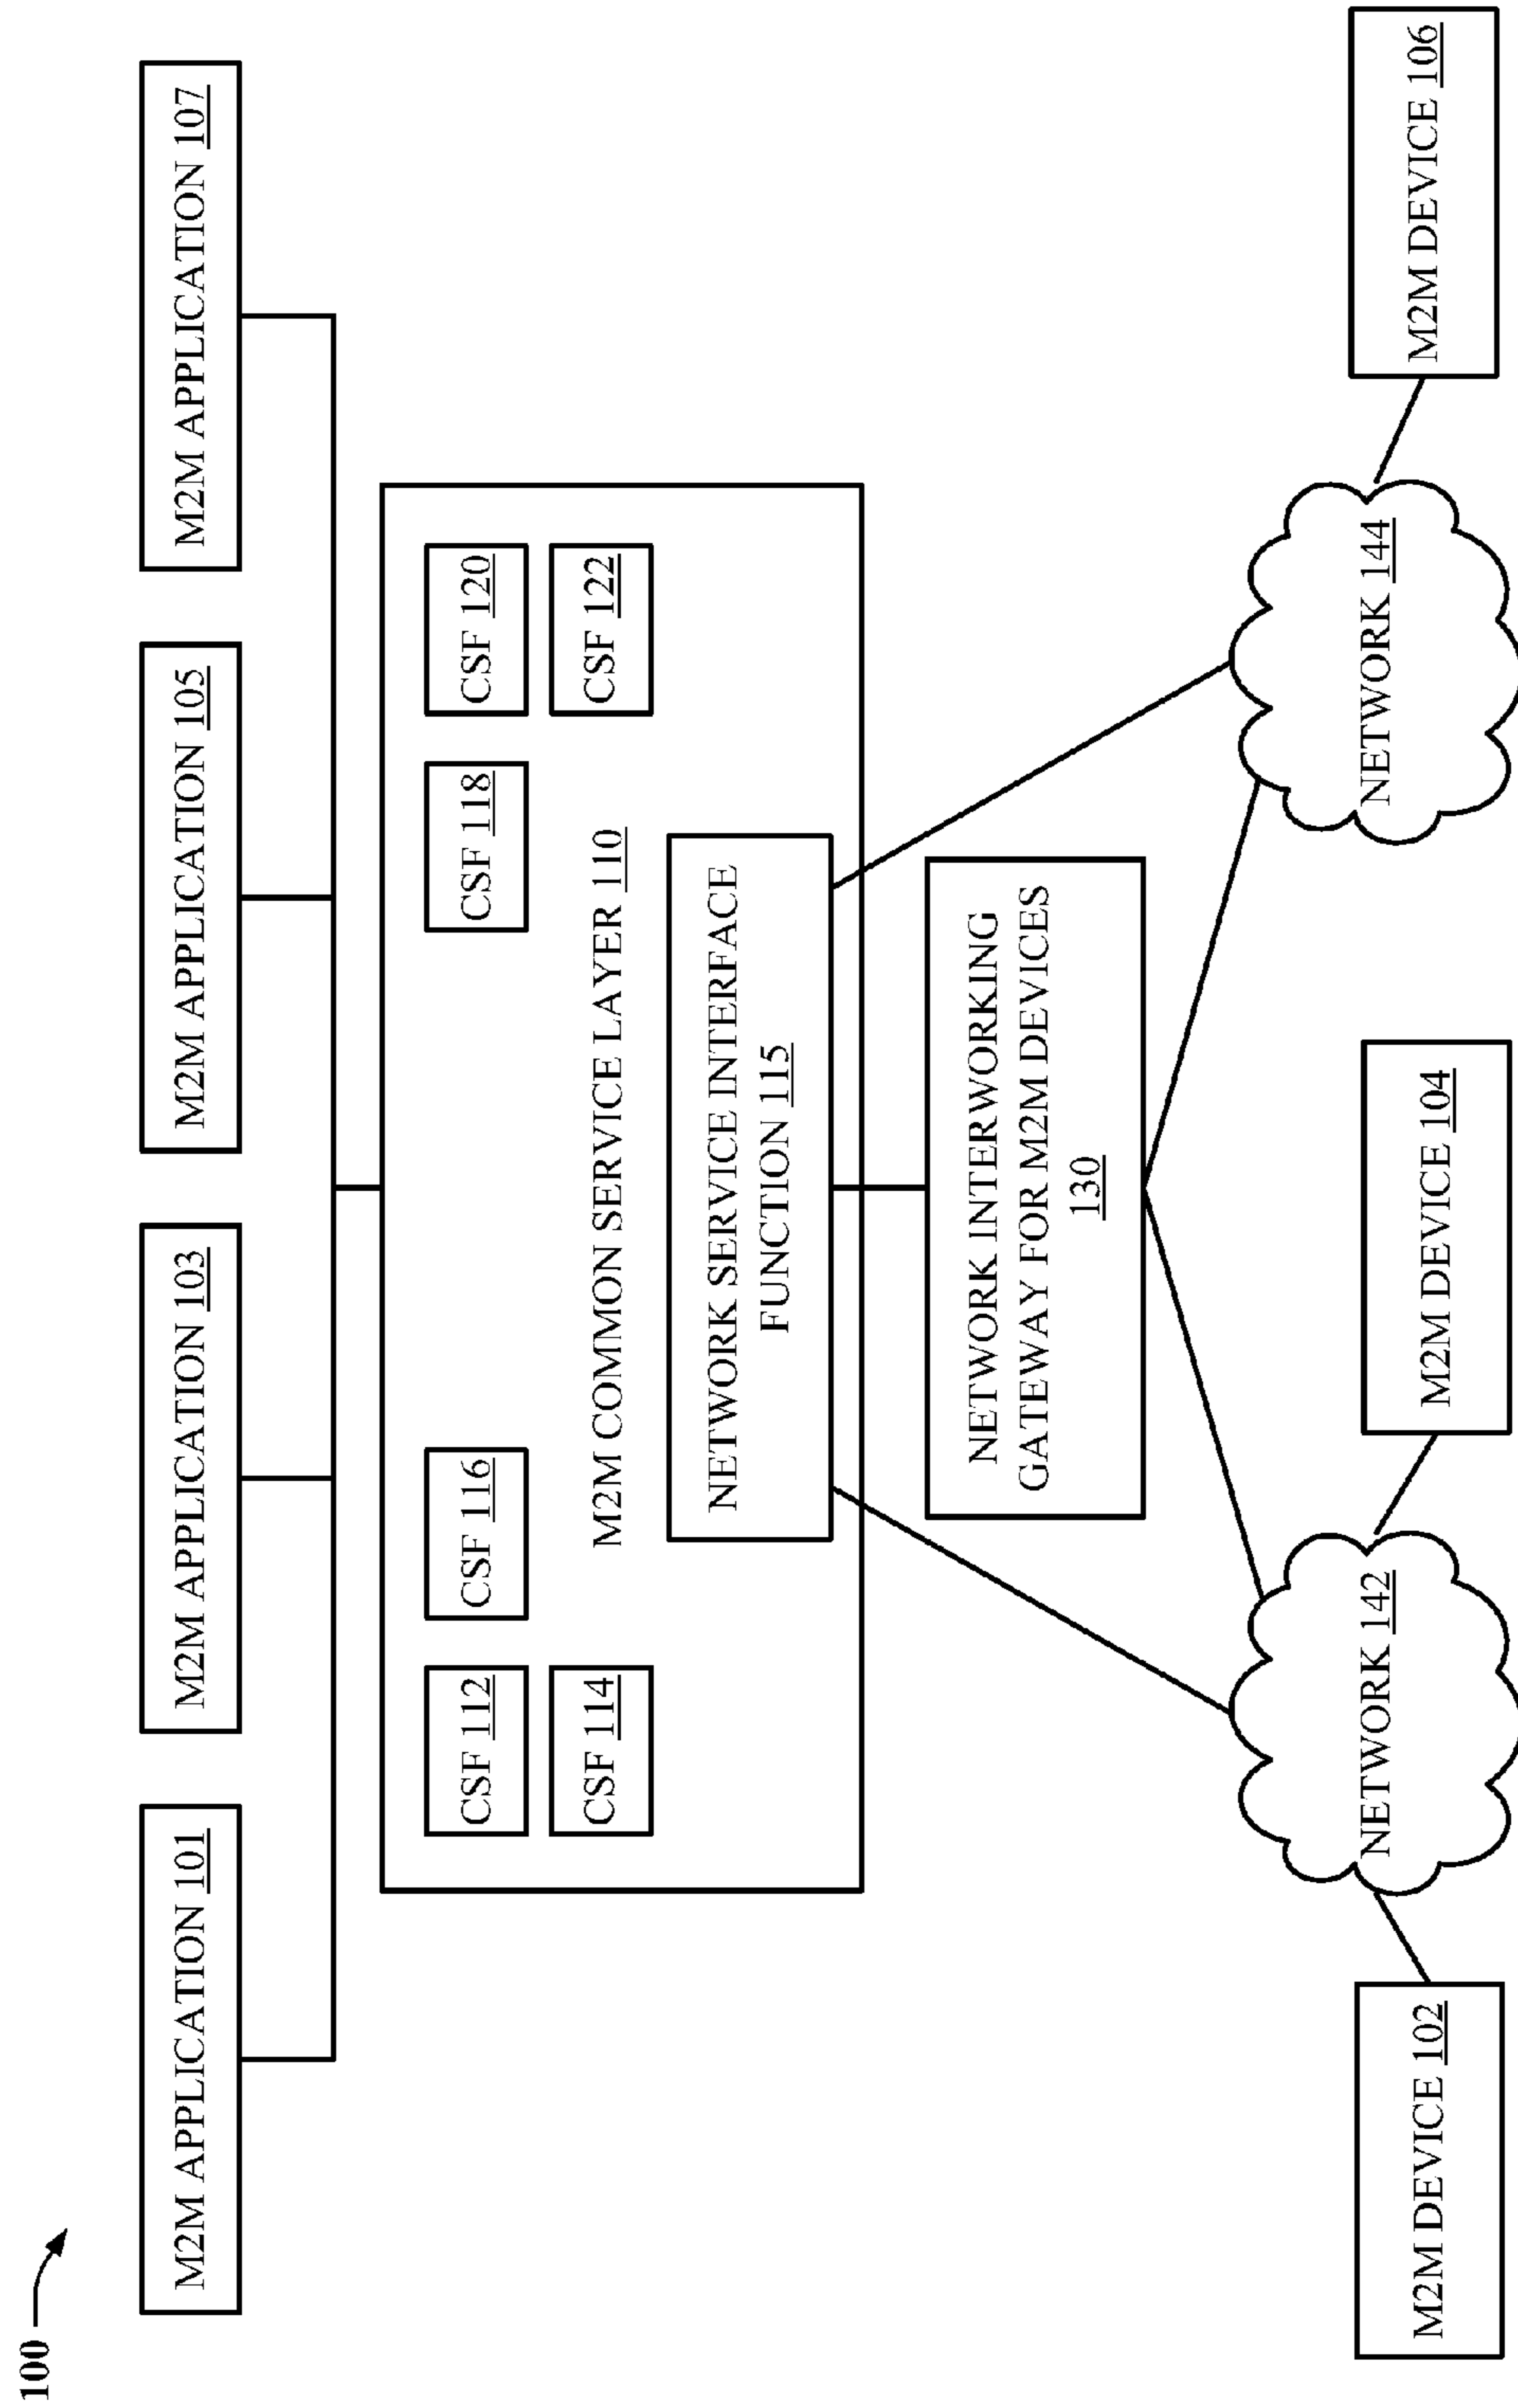 100
M2M APPLICATION 101
M2M APPLICATION 103
M2M APPLICATION 105
M2M APPLICATION 107
CSF 112
CSF 116
CSF 118
CSF 120
CSF 114
CSF 122
M2M COMMON SERVICE LAYER 110
NETWORK SERVICE INTERFACE
FUNCTION 115
NETWORK INTERWORKING
GATEWAY FOR M2M DEVICES
130
NETWORK 142
NETWORK 144
M2M DEVICE 102
M2M DEVICE 104
M2M DEVICE 106